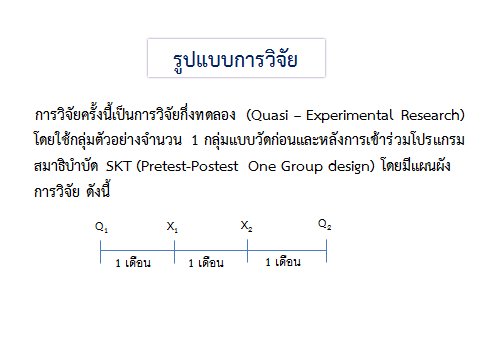 รูปแบบการวิจัย
การวิจัยครั้งนี้เป็นการวิจัยกึ่งทดลอง (Quasi – Experimental Research)
โดยใช้กลุ่มตัวอย่างจำนวน 1 กลุ่มแบบวัดก่อนและหลังการเข้าร่วมโปรแกรม
สมาธิบำบัด SKT (Pretest-Postest One Group design) โดยมีแผนผัง
การวิจัย ดังนี้
Q1 X1 X2 Q2
1 เดือน 1 เดือน 1 เดือน